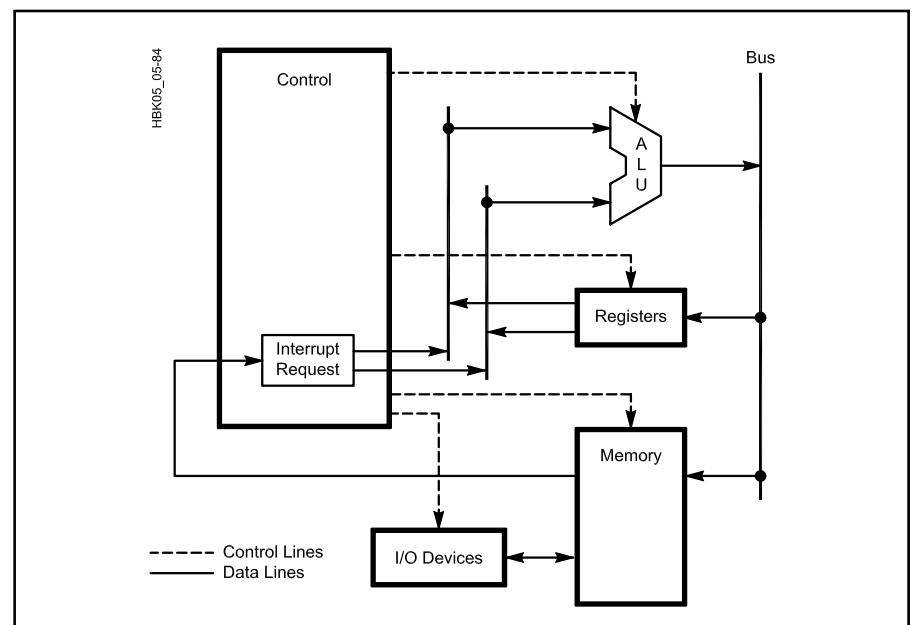 HBK05_05-84
Control
Bus
A
L
U
Registers
Interrupt
Request
Memory
I/O Devices
Control Lines
Data Lines